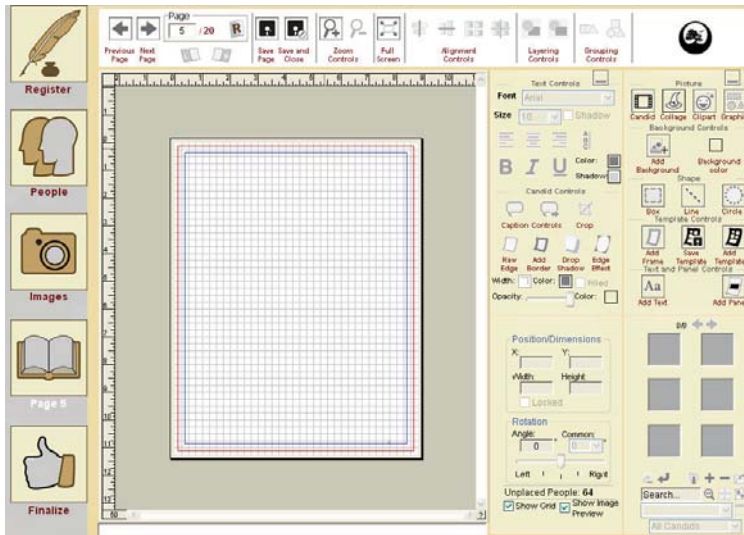 Register
People
Images
Page 5
Finalize
Page
5 / 20
Previous Page
Next Page
Save Page
Save and Close
Zoom Controls
Full Screen
Alignment Controls
Layering Controls
Grouping Controls
Text Controls
Font Arial
Size 10 Shadow
B I U Color:
Shadow
Candid Controls
Caption Controls Crop
Raw Edge
Add Border
Drop Shadow
Edge Effect
Width: Color: Filled
Opacity: Color:
Position/Dimensions
X: Y:
Width: Height
Locked
Rotation
Angle: Common:
0 ° 0 °
Left Right
Unplaced People: 64
Show Grid
Show Image Preview
Picture
Candid Collage Clipart Graphi
Background Controls
Add Background
Background color
Shape
Box Line Circle
Template Controls
Add Frame
Save Template
Add Template
Text and Panel Controls
Aa
Add Text Add Pane
0/0
Search...
All Candids